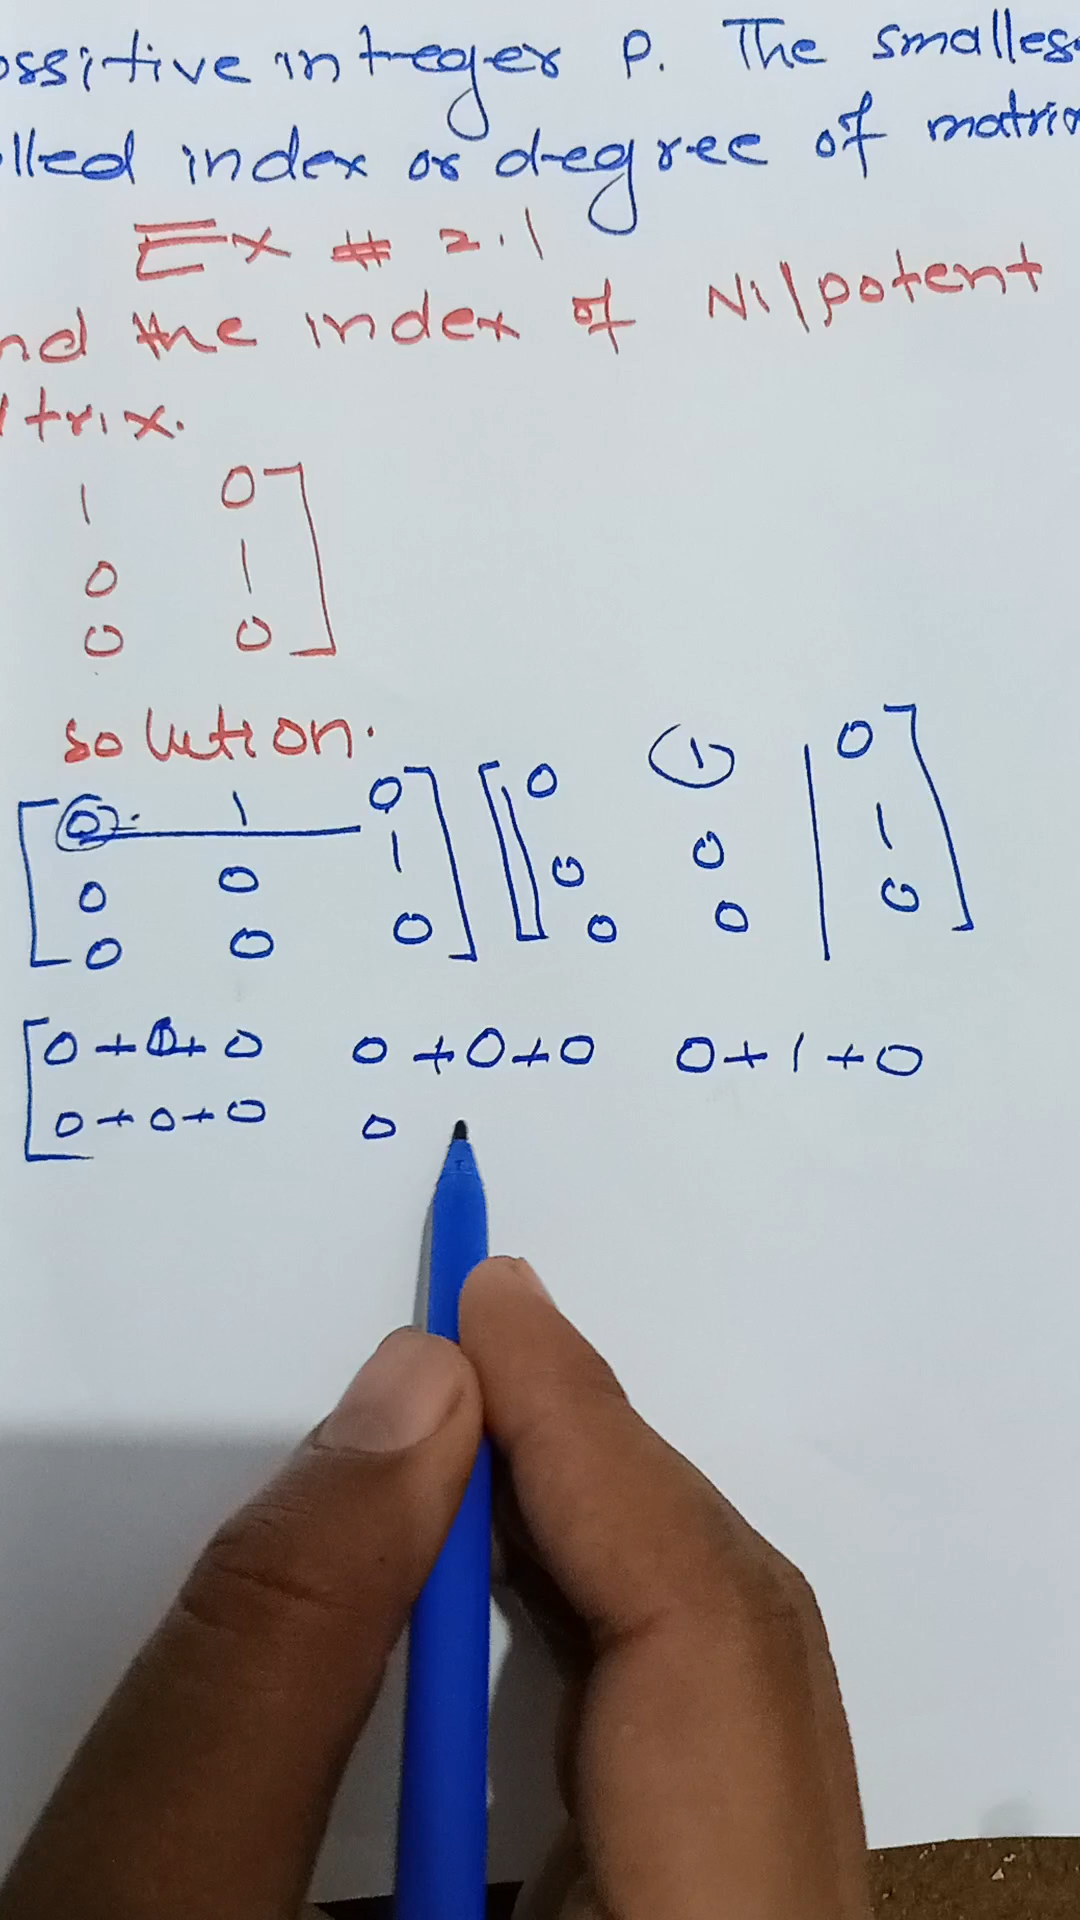 ossitive integer P. The smalles
lled index or degree of matrix
Ex # 2.1
nd the index of Nilpotent
trix.
1 0
0 1
0 0
solution.
[0 1 0] [0 1 0]
0 0 1 0 0 1
0 0 0 0 0 0
[0+0+0 0+0+0 0+1+0
0+0+0 0